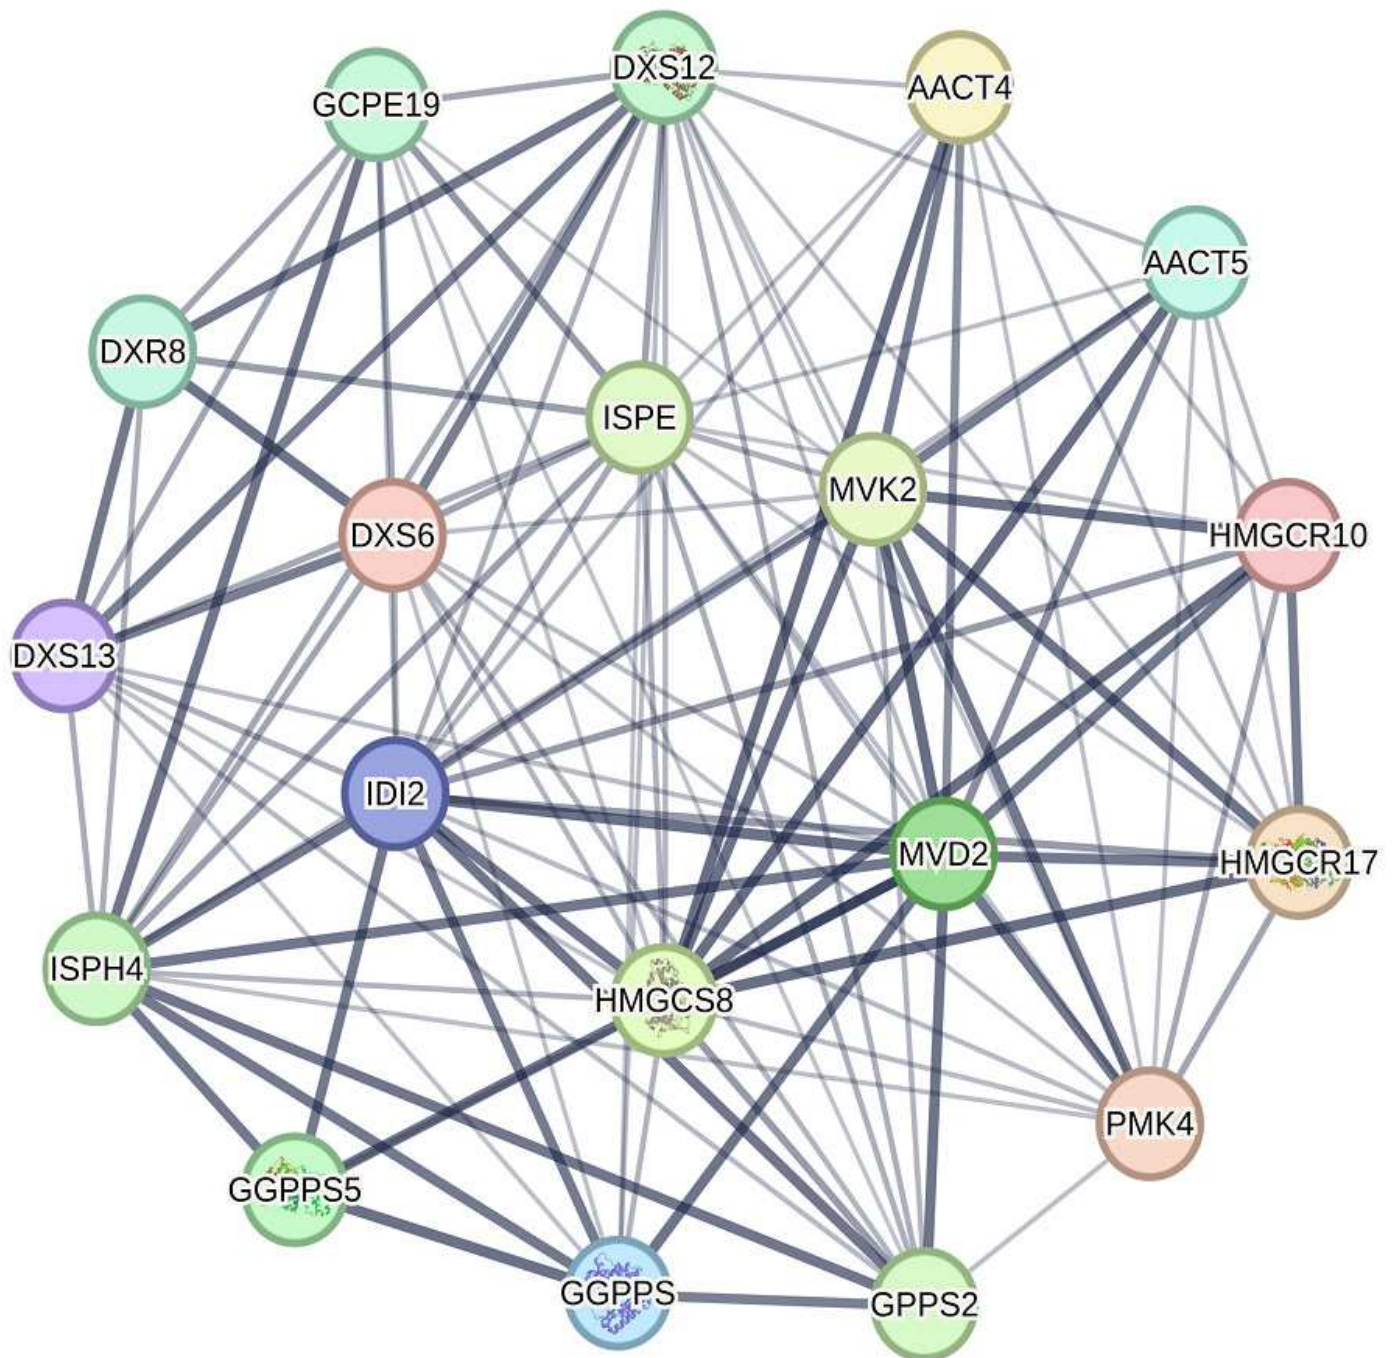 DXS12
AACT4
GCPE19
AACT5
DXR8
ISPE
MVK2
DXS6
HMGCR10
DXS13
IDI2
MVD2
HMGCR17
ISPH4
HMGCS8
PMK4
GGPPS5
GGPPS
GPPS2